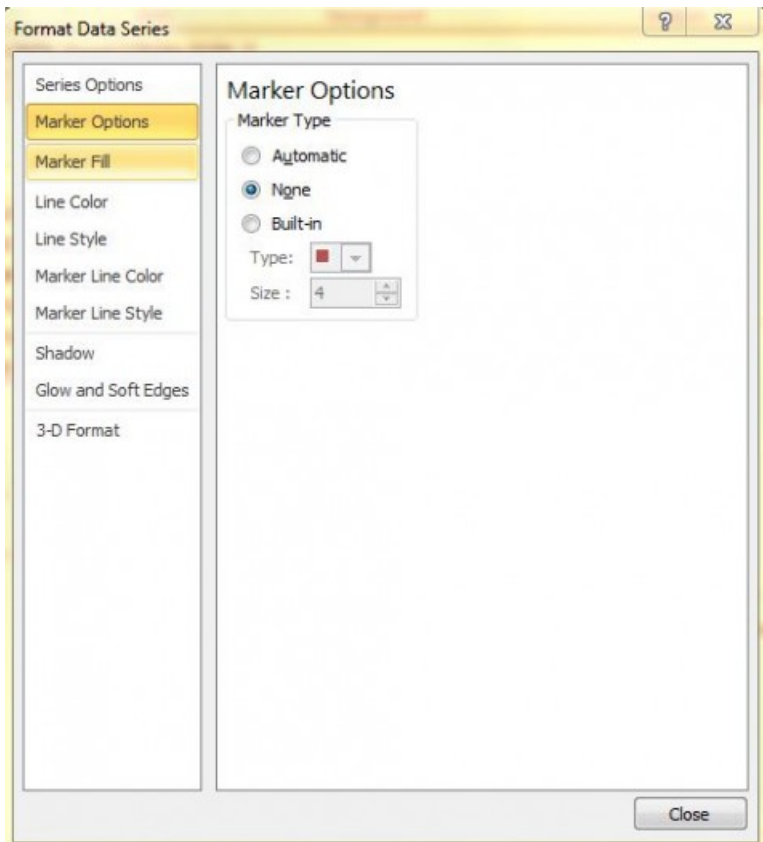 Format Data Series
Series Options
Marker Options
Marker Fill
Line Color
Line Style
Marker Line Color
Marker Line Style
Shadow
Glow and Soft Edges
3-D Format
Marker Options
Marker Type
Automatic
None
Built-in
Type:
Size : 4
Close